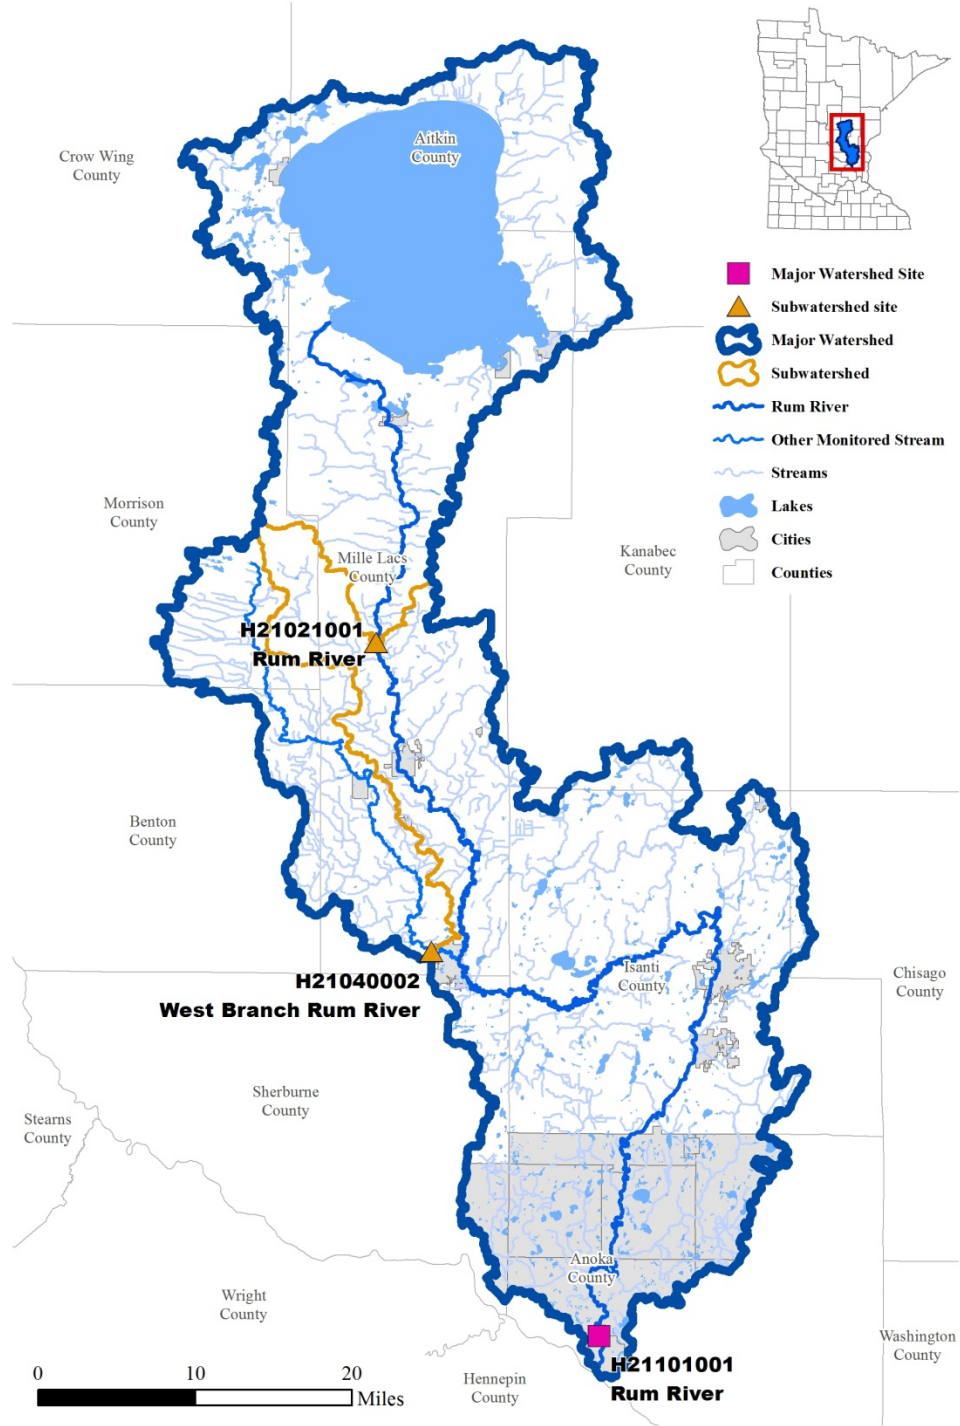 Aitkin
County
Crow Wing
County
Major Watershed Site
Subwatershed site
Major Watershed
Subwatershed
Rum River
Other Monitored Stream
Streams
Lakes
Cities
Counties
Morrison
County
Mille Lacs
County
Kanabec
County
H21021001
Rum River
Benton
County
Isanti
County
Chisago
County
H21040002
West Branch Rum River
Sherburne
County
Stearns
County
Anoka
County
Wright
County
Washington
County
H21101001
Rum River
Hennepin
County
0 10 20
Miles